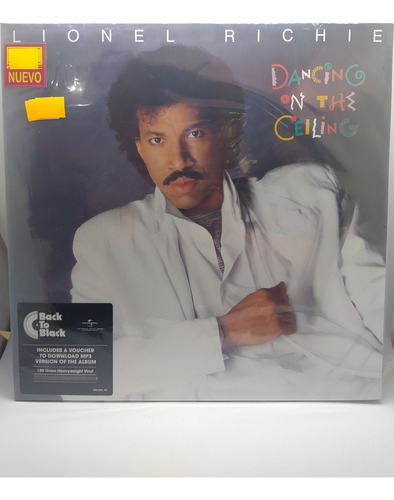 LIONEL RICHIE
NUEVO
DANCING
ON THE
CEILING
Back
To
Black
UNIVERSAL
INCLUDES A VOUCHER
TO DOWNLOAD MP3
VERSION OF THE ALBUM
180 Gram Heavyweight Vinyl